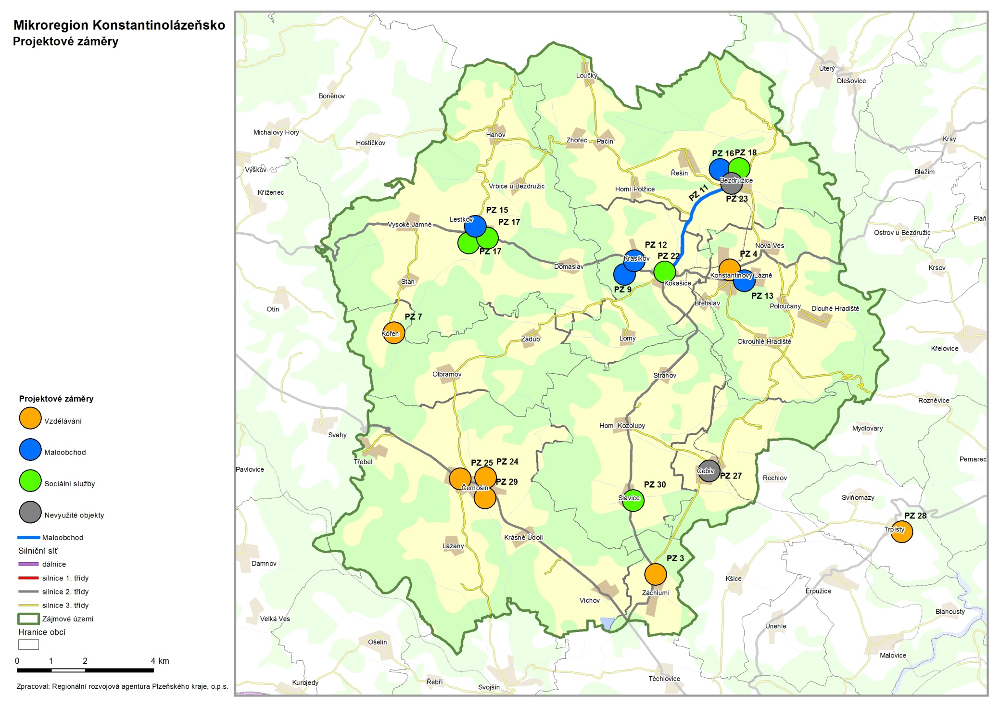 Mikroregion Konstantinolázeňsko
Projektové záměry
Projektové záměry
Vzdělávání
Maloobchod
Sociální služby
Nevyužité objekty
Maloobchod
Silniční síť
dálnice
silnice 1. třídy
silnice 2. třídy
silnice 3. třídy
Zájmové území
Hranice obcí
0 1 2 4 km
Zpracoval: Regionální rozvojová agentura Plzeňského kraje, o.p.s.
Úterý
Loučky
Olešovice
Boněnov
Michalovy Hory
Hanov
Hostíčkov
Zhořec
Pačín
Krsy
PZ 16
PZ 18
Výškov
Řešín
Blažim
Bezdružice
Vrbice u Bezdružic
Horní Polžice
PZ 11
Kříženec
PZ 23
PZ 15
Lestkov
PZ 17
Vysoké Jamné
Pláň
Ostrov u Bezdružic
PZ 12
Nová Ves
PZ 17
PZ 4
PZ 22
Krasíkov
Domaslav
Krsov
Konstantinovy Lázně
Stan
Kokašice
PZ 9
PZ 13
Břetislav
Poloučany
Otín
Dlouhé Hradiště
PZ 7
Kořen
Zádub
Lomy
Okrouhlé Hradiště
Křelovice
Olbramov
Strahov
Rozněvice
Horní Kozolupy
Mydlovary
Svahy
Pernarec
Třebel
PZ 25
PZ 24
Pavlovice
Cebiv
PZ 27
Rochlov
PZ 29
PZ 30
Černošín
Slavice
Sviňomazy
PZ 28
Trpísty
Krásné Údolí
Lažany
PZ 3
Damnov
Kšice
Erpužice
Záchlumí
Víchov
Blahousty
Velká Ves
Únehle
Ošelín
Malovice
Těchlovice
Kurojedy
Řebří
Svojšín